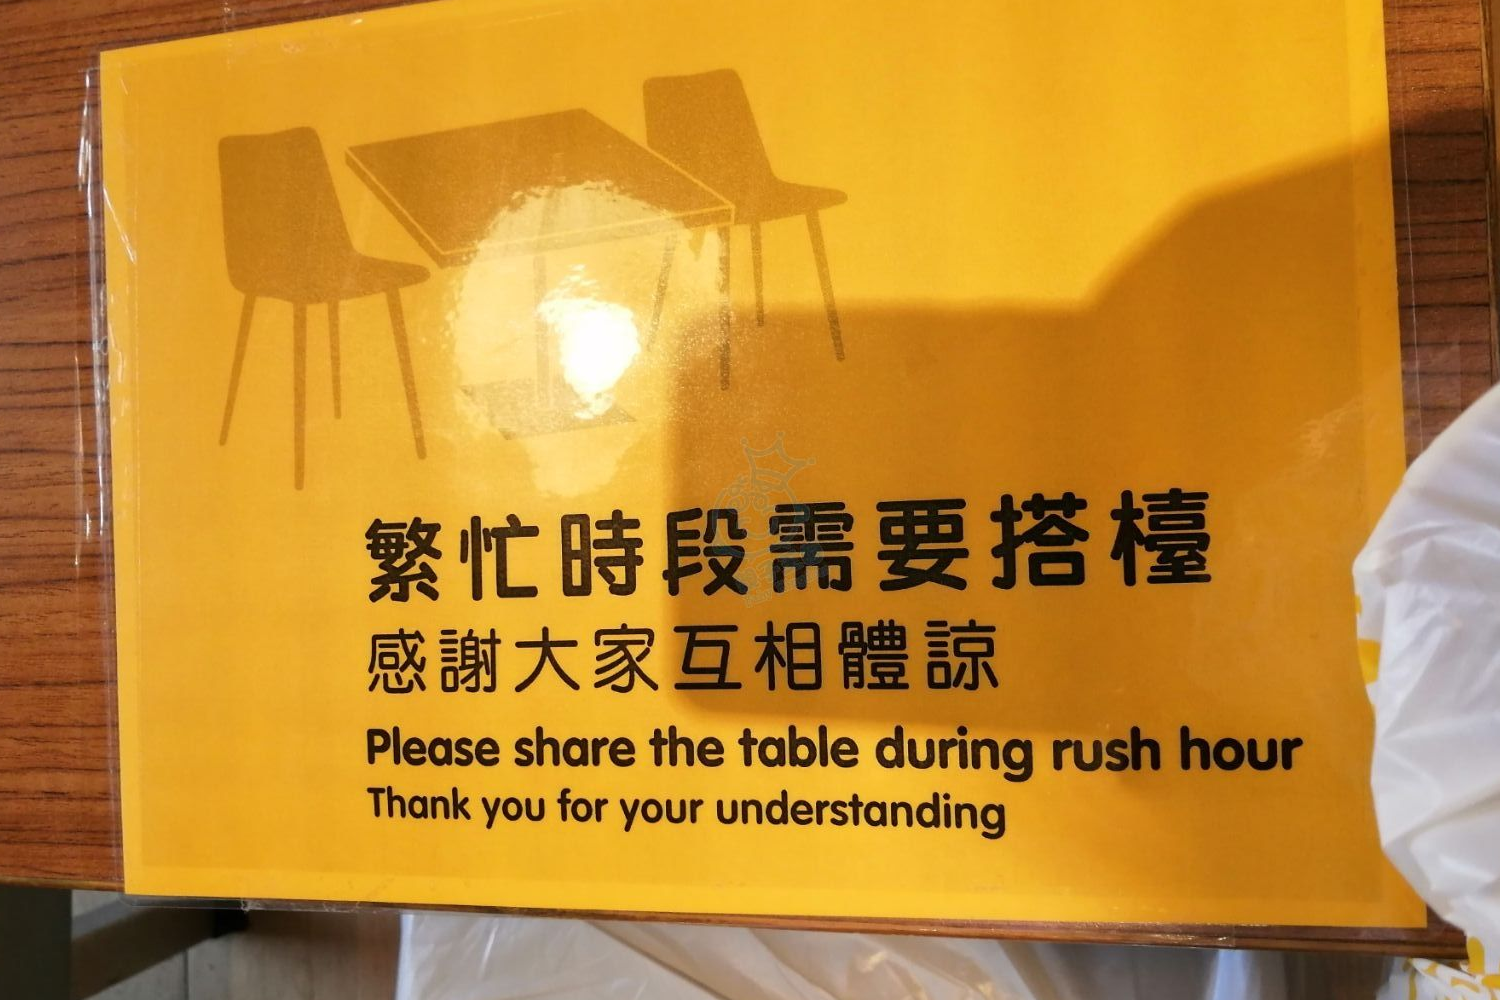 繁忙時段需要搭檯
感謝大家互相體諒
Please share the table during rush hour
Thank you for your understanding